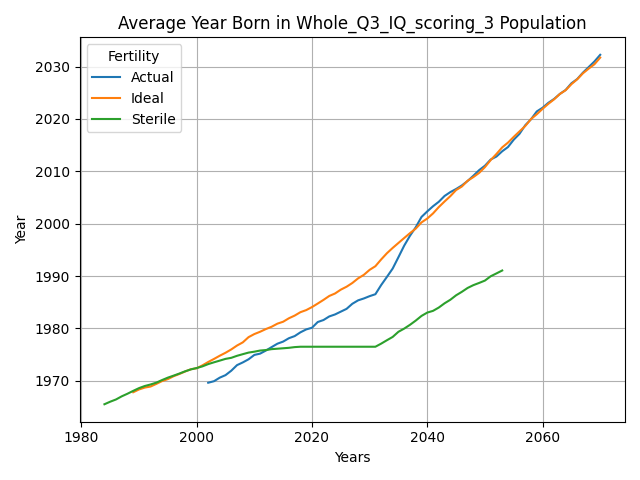 Average Year Born in Whole_Q3_IQ_scoring_3 Population
Fertility
Actual
Ideal
Sterile
Year
2030
2020
2010
2000
1990
1980
1970
1980
2000
2020
2040
2060
Years